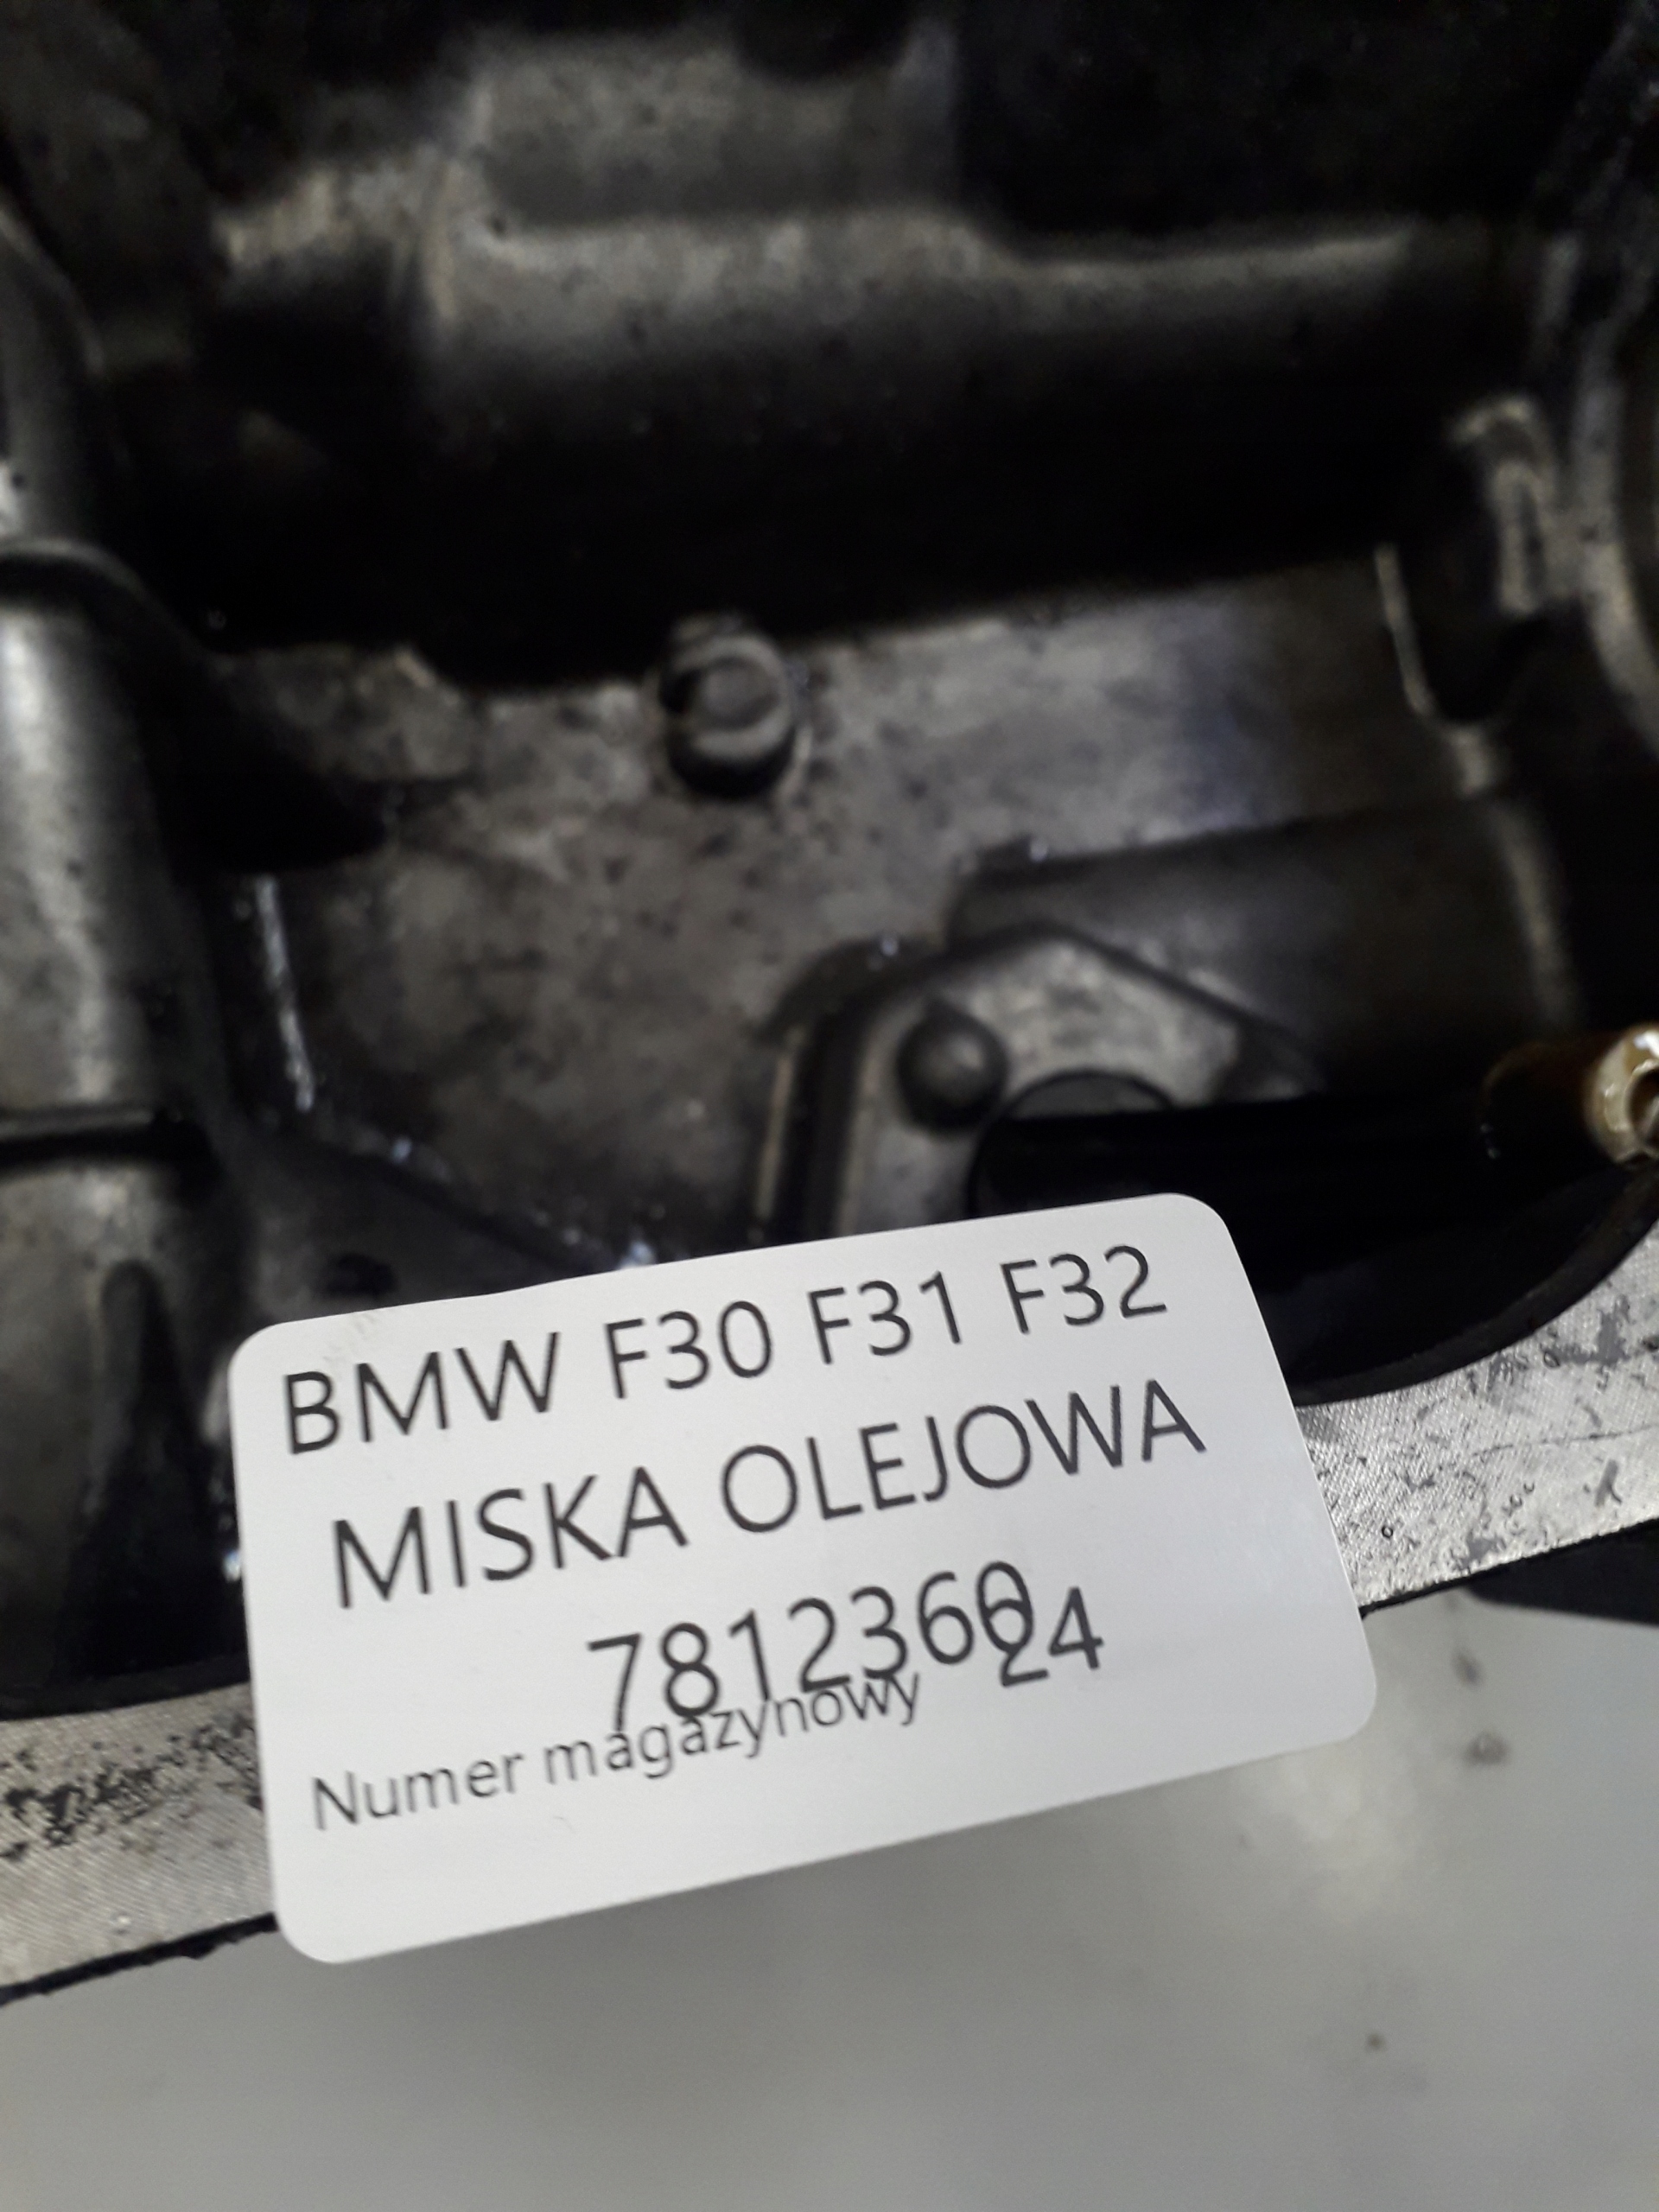 BMW F30 F31 F32
MISKA OLEJOWA
7812360
Numer magazynowy 24